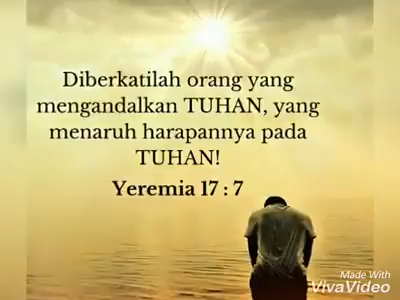 Diberkatilah orang yang
mengandalkan TUHAN, yang
menaruh harapannya pada
TUHAN!
Yeremia 17 : 7
Made With
VivaVideo